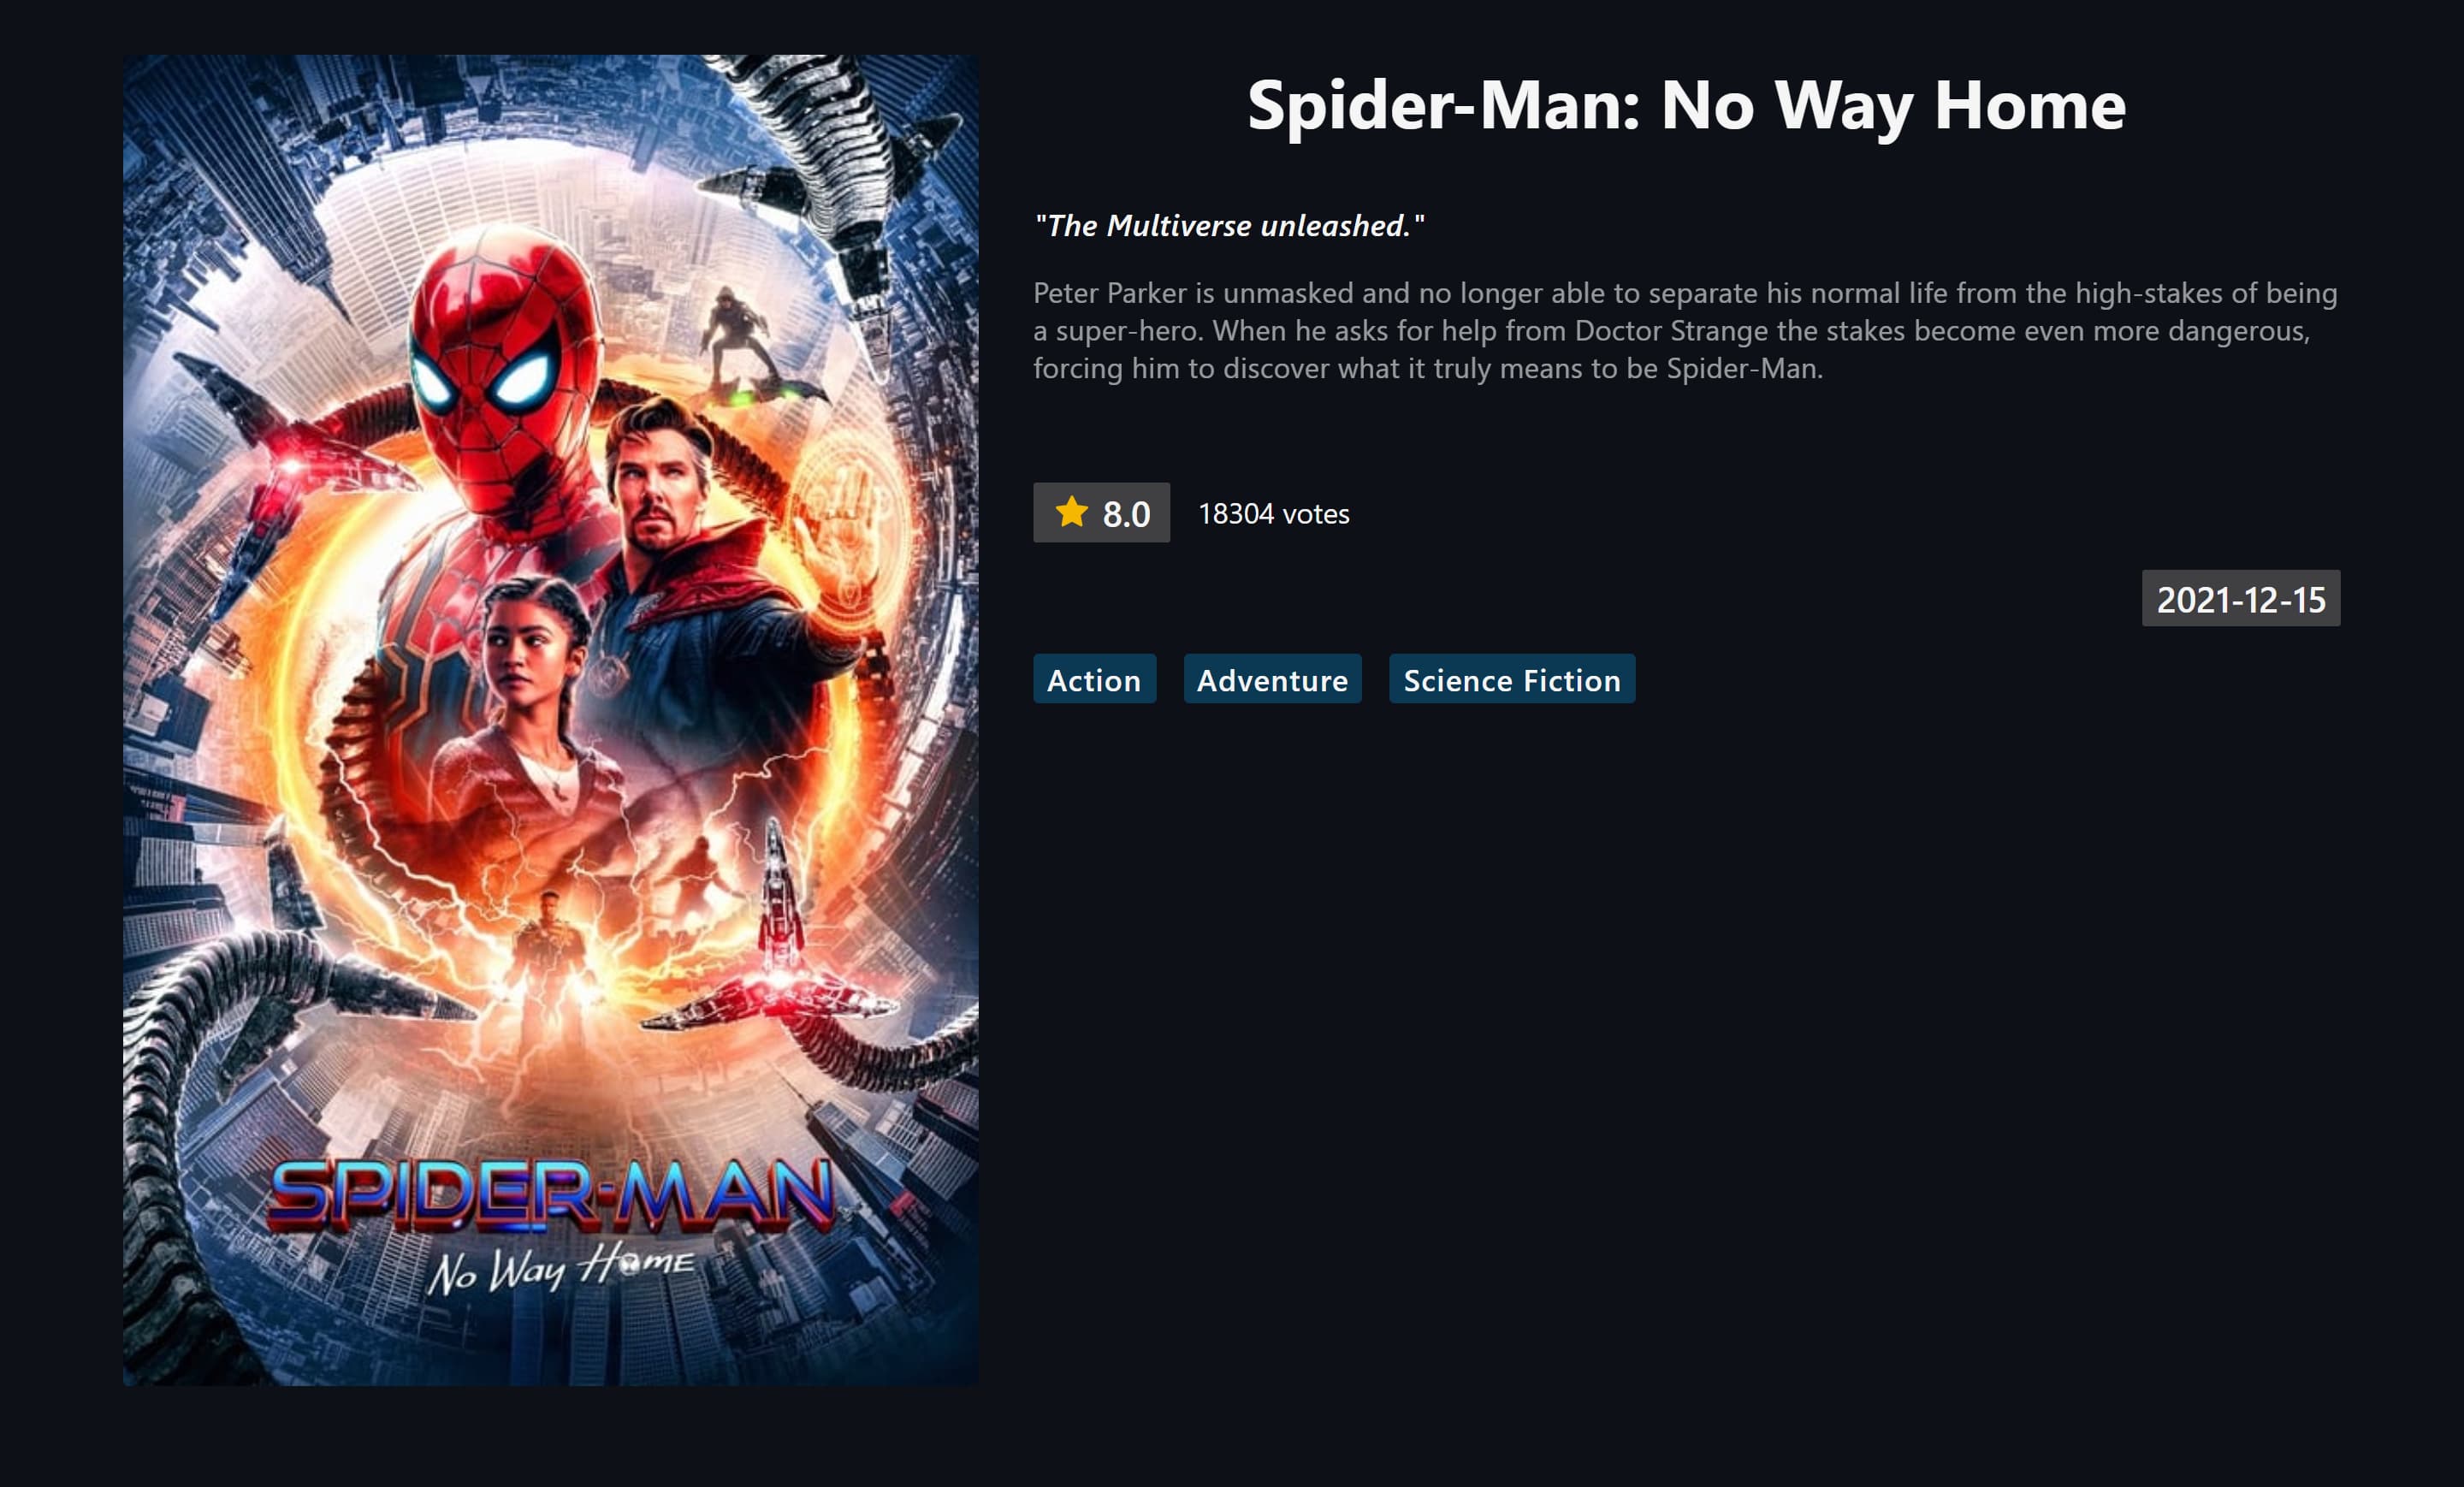 Spider-Man: No Way Home
"The Multiverse unleashed."
Peter Parker is unmasked and no longer able to separate his normal life from the high-stakes of being
a super-hero. When he asks for help from Doctor Strange the stakes become even more dangerous,
forcing him to discover what it truly means to be Spider-Man.
8.0 18304 votes
2021-12-15
Action Adventure Science Fiction
SPIDER-MAN
No Way Home